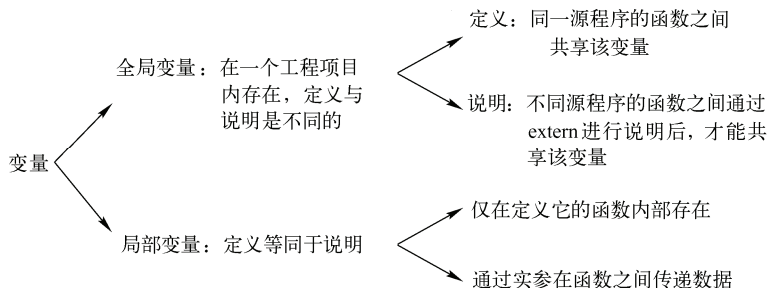 变量
全局变量：在一个工程项目
内存在，定义与
说明是不同的
定义：同一源程序的函数之间
共享该变量
说明：不同源程序的函数之间通过
extern进行说明后，才能共
享该变量
局部变量：定义等同于说明
仅在定义它的函数内部存在
通过实参在函数之间传递数据